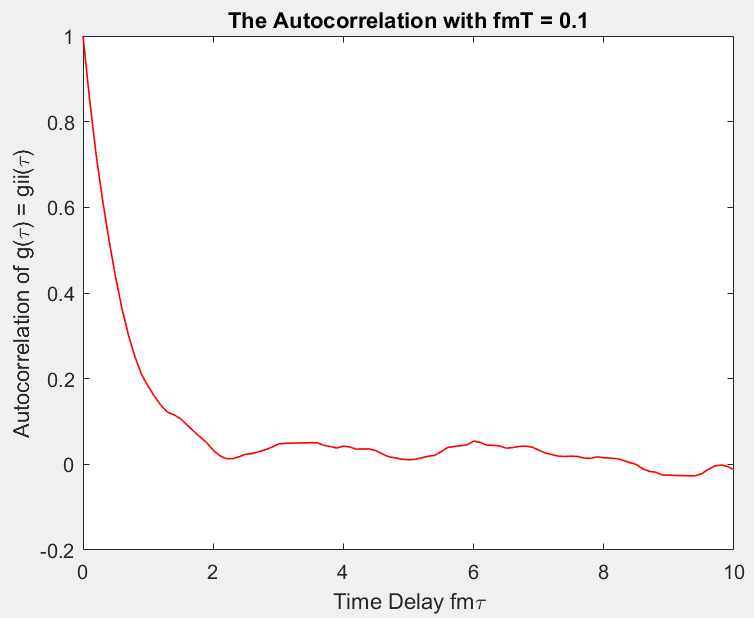 The Autocorrelation with fmT = 0.1
1
0.8
0.6
0.4
0.2
0
-0.2
Autocorrelation of g(τ) = gii(τ)
0 2 4 6 8 10
Time Delay fmτ